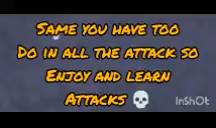 Same you have too
Do in all the attack so
Enjoy and learn
Attacks 💀
InShOt